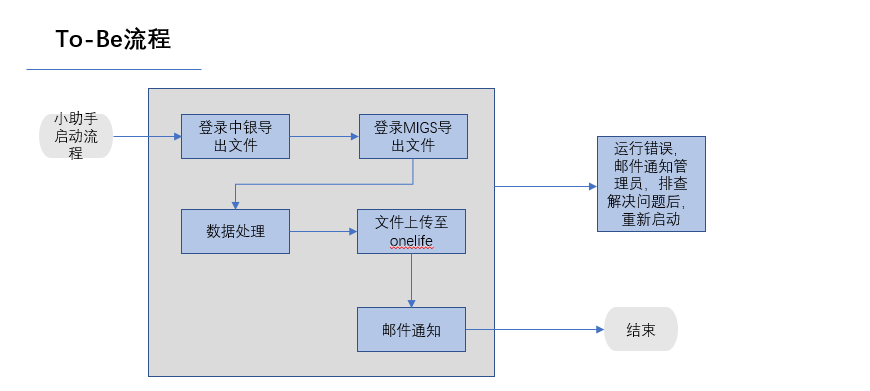 To-Be流程
小助手
启动流
程
登录中银导
出文件
登录MIGS导
出文件
数据处理
文件上传至
onelife
邮件通知
运行错误，
邮件通知管
理员，排查
解决问题后，
重新启动
结束